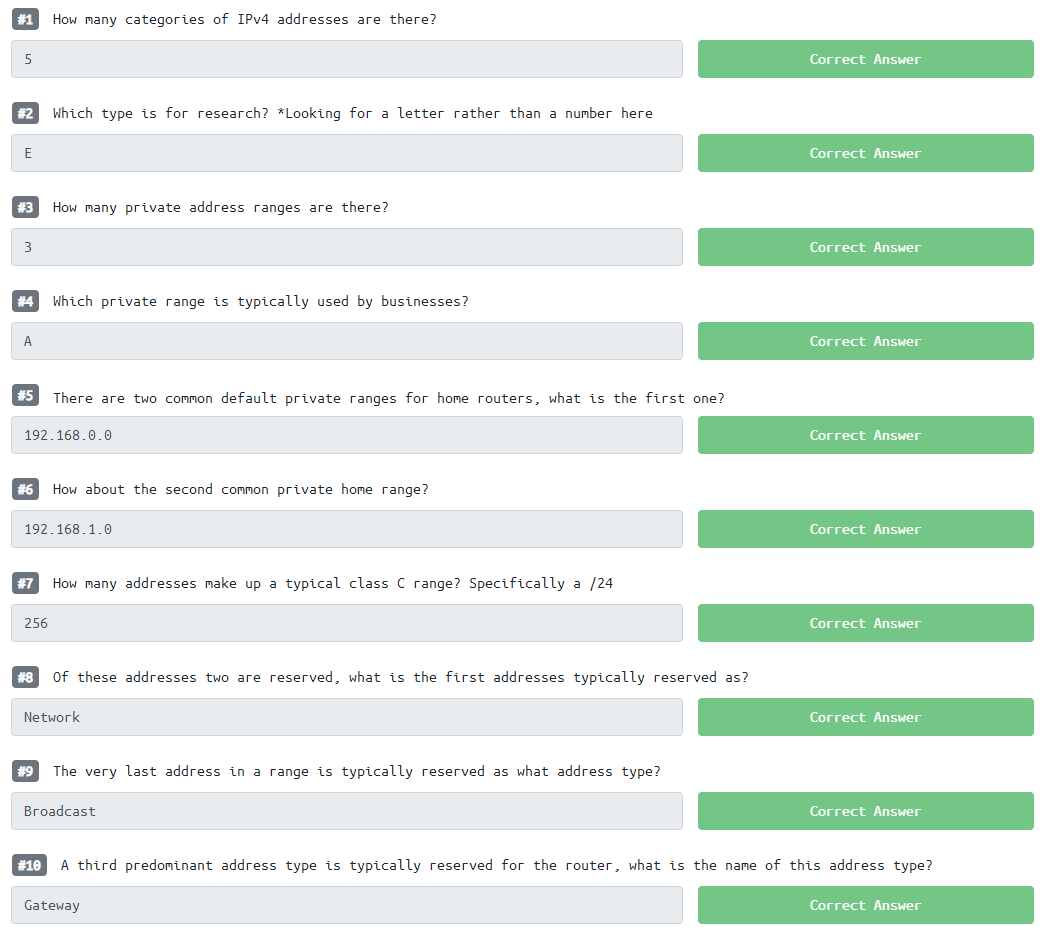 #1 How many categories of IPv4 addresses are there?
5 Correct Answer
#2 Which type is for research? *Looking for a letter rather than a number here
E Correct Answer
#3 How many private address ranges are there?
3 Correct Answer
#4 Which private range is typically used by businesses?
A Correct Answer
#5 There are two common default private ranges for home routers, what is the first one?
192.168.0.0 Correct Answer
#6 How about the second common private home range?
192.168.1.0 Correct Answer
#7 How many addresses make up a typical class C range? Specifically a /24
256 Correct Answer
#8 Of these addresses two are reserved, what is the first addresses typically reserved as?
Network Correct Answer
#9 The very last address in a range is typically reserved as what address type?
Broadcast Correct Answer
#10 A third predominant address type is typically reserved for the router, what is the name of this address type?
Gateway Correct Answer